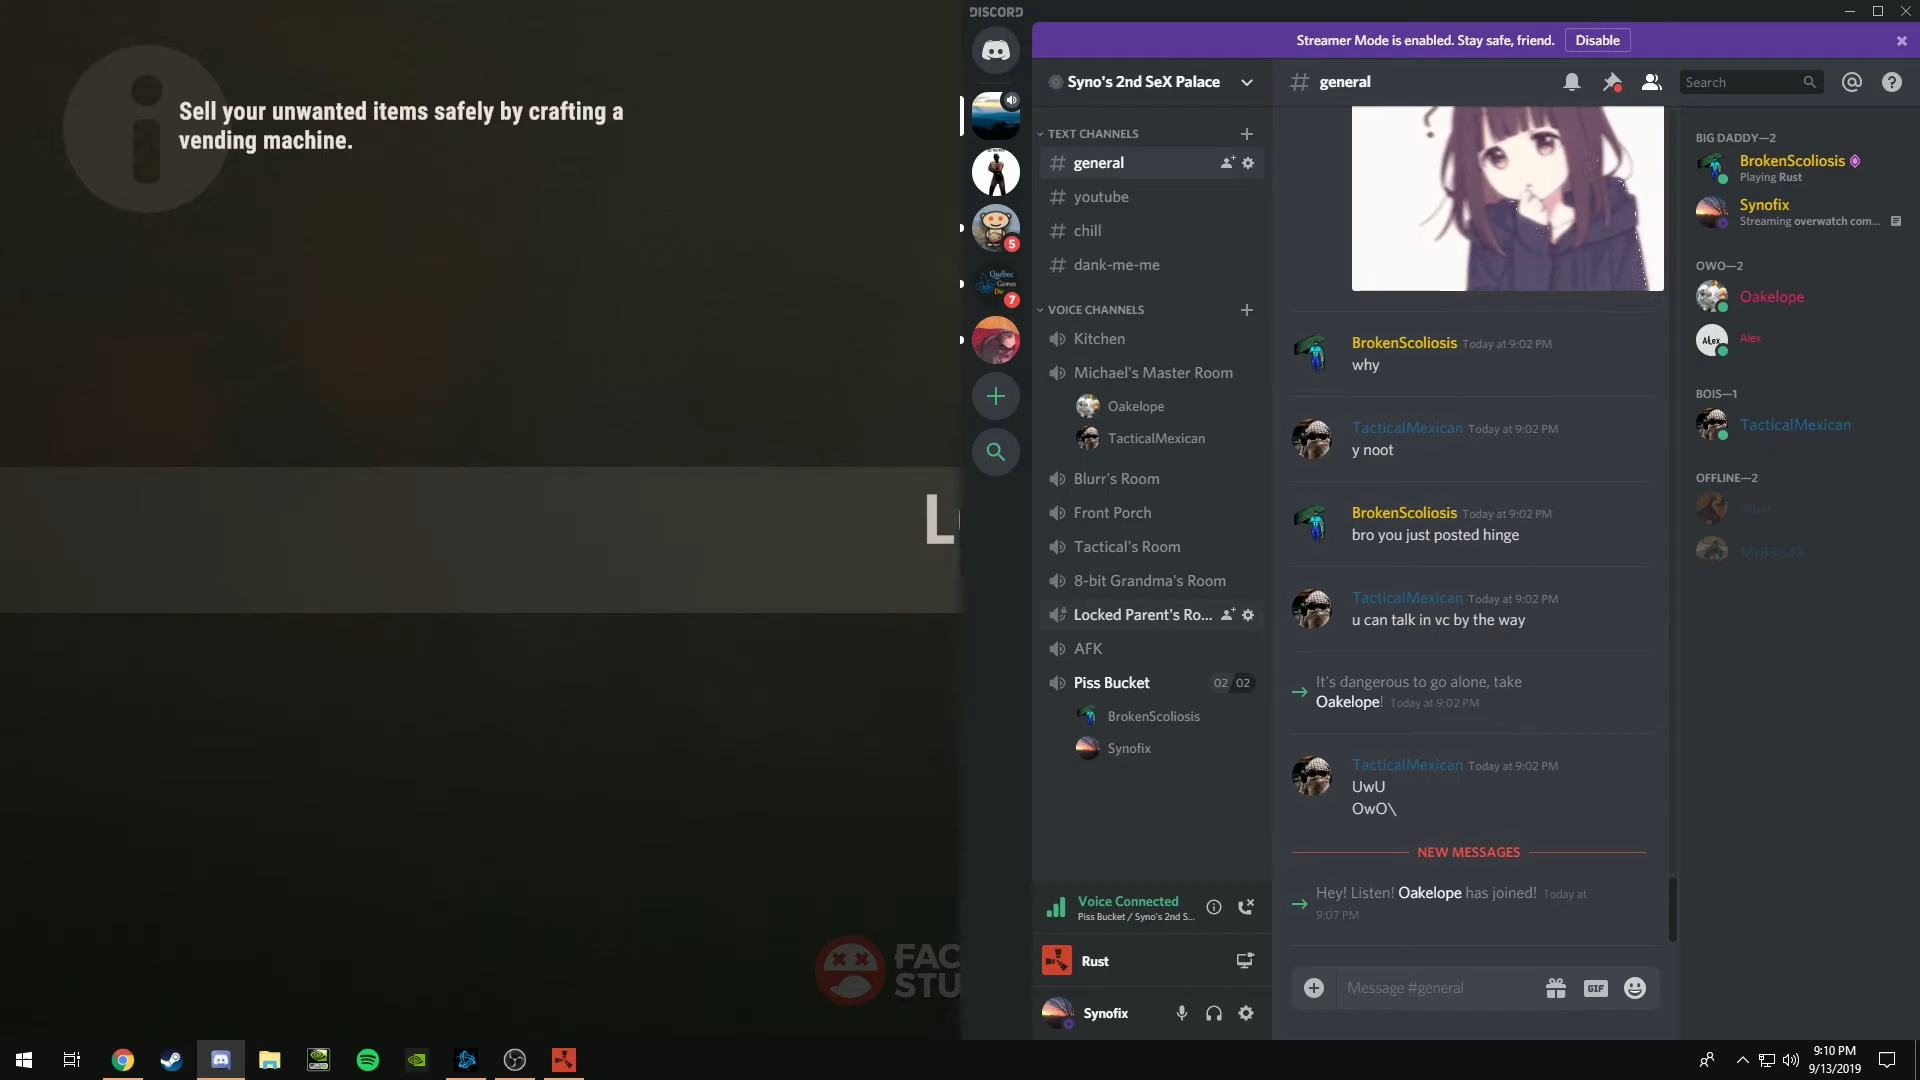 DISCORD
Streamer Mode is enabled. Stay safe, friend.
Disable
Sell your unwanted items safely by crafting a
vending machine.
Syno's 2nd SeX Palace
general
Search
TEXT CHANNELS
general
youtube
chill
dank-me-me
VOICE CHANNELS
Kitchen
Michael's Master Room
Oakelope
TacticalMexican
Blurr's Room
Front Porch
Tactical's Room
8-bit Grandma's Room
Locked Parent's Ro...
AFK
Piss Bucket 02 02
BrokenScoliosis
Synofix
Voice Connected
Piss Bucket / Syno's 2nd S...
Rust
Synofix
5
Québec
Games
7
BrokenScoliosis Today at 9:02 PM
why
TacticalMexican Today at 9:02 PM
y noot
BrokenScoliosis Today at 9:02 PM
bro you just posted hinge
TacticalMexican Today at 9:02 PM
u can talk in vc by the way
It's dangerous to go alone, take
Oakelope! Today at 9:02 PM
TacticalMexican Today at 9:02 PM
UwU
OwO\
NEW MESSAGES
Hey! Listen! Oakelope has joined! Today at
9:07 PM
Message #general
GIF
BIG DADDY—2
BrokenScoliosis
Playing Rust
Synofix
Streaming overwatch com...
OWO—2
Oakelope
Alex
Alex
BOIS—1
TacticalMexican
OFFLINE—2
L
FAC
STU
9:10 PM
9/13/2019